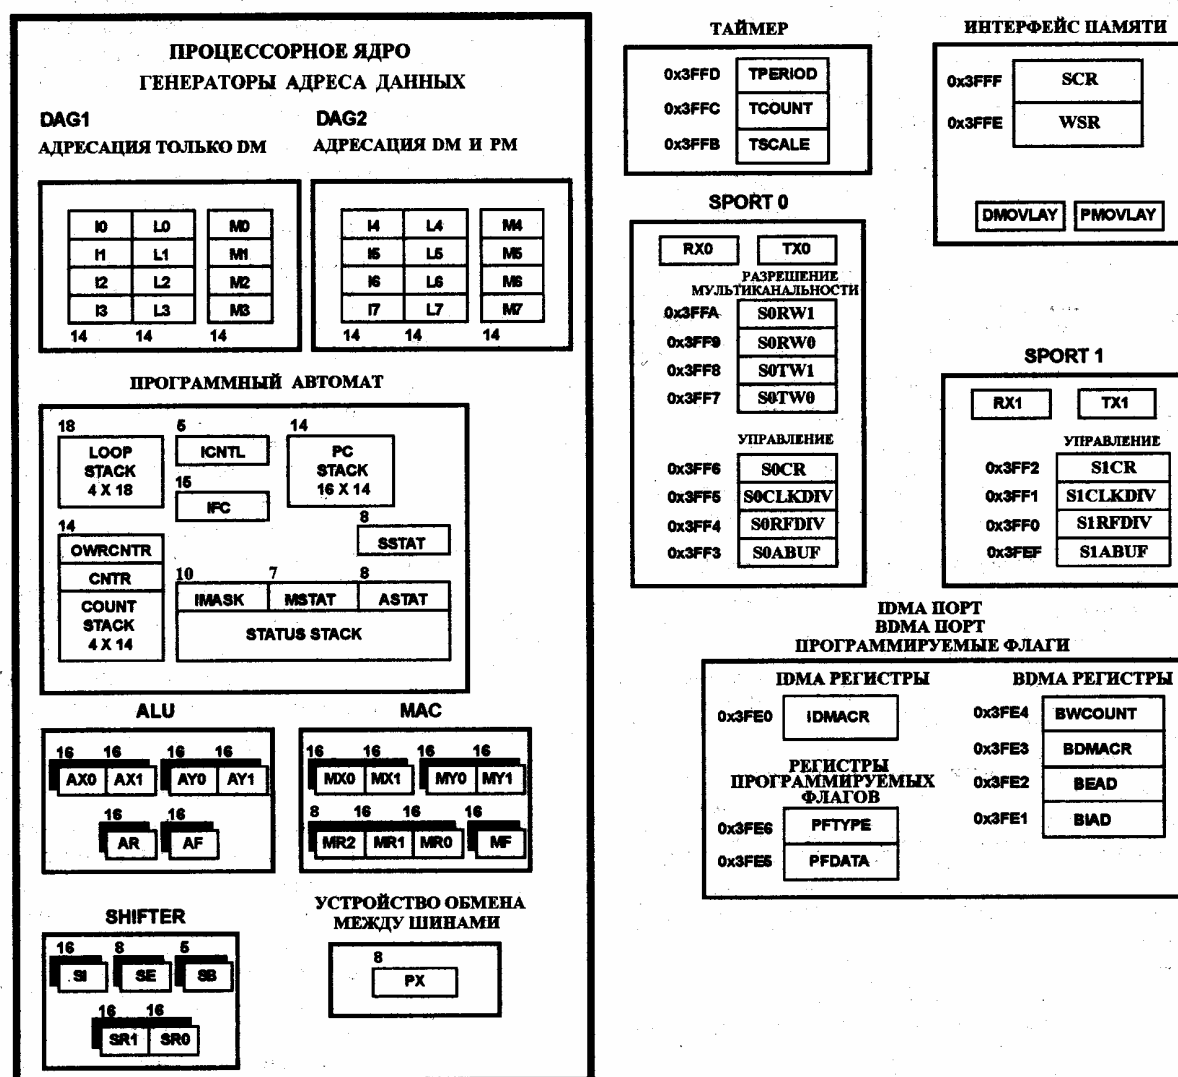 ПРОЦЕССОРНОЕ ЯДРО
ГЕНЕРАТОРЫ АДРЕСА ДАННЫХ
DAG1
DAG2
АДРЕСАЦИЯ ТОЛЬКО DM
АДРЕСАЦИЯ DM И PM
I0 L0 M0
I1 L1 M1
I2 L2 M2
I3 L3 M3
14 14 14
I4 L4 M4
I5 L5 M5
I6 L6 M6
I7 L7 M7
14 14 14
ПРОГРАММНЫЙ АВТОМАТ
18
LOOP
STACK
4 X 18
5
ICNTL
15
IFC
14
PC
STACK
16 X 14
8
SSTAT
14
OWRCNTR
CNTR
COUNT
STACK
4 X 14
10 7 8
IMASK MSTAT ASTAT
STATUS STACK
ALU
16 16 16 16
AX0 AX1 AY0 AY1
16 16
AR AF
MAC
16 16 16 16
MX0 MX1 MY0 MY1
8 16 16 16
MR2 MR1 MR0 MF
SHIFTER
16 8 5
SI SE SB
16 16
SR1 SR0
УСТРОЙСТВО ОБМЕНА
МЕЖДУ ШИНАМИ
8
PX
ТАЙМЕР
0x3FFD TPERIOD
0x3FFC TCOUNT
0x3FFB TSCALE
ИНТЕРФЕЙС ПАМЯТИ
0x3FFF SCR
0x3FFE WSR
DMOVLAY PMOVLAY
SPORT 0
RX0 TX0
РАЗРЕШЕНИЕ
МУЛЬТИКАНАЛЬНОСТИ
0x3FFA S0RW1
0x3FF9 S0RW0
0x3FF8 S0TW1
0x3FF7 S0TW0
УПРАВЛЕНИЕ
0x3FF6 S0CR
0x3FF5 S0CLKDIV
0x3FF4 S0RFDIV
0x3FF3 S0ABUF
SPORT 1
RX1 TX1
УПРАВЛЕНИЕ
0x3FF2 S1CR
0x3FF1 S1CLKDIV
0x3FF0 S1RFDIV
0x3FEF S1ABUF
IDMA ПОРТ
BDMA ПОРТ
ПРОГРАММИРУЕМЫЕ ФЛАГИ
IDMA РЕГИСТРЫ
0x3FE0 IDMACR
РЕГИСТРЫ
ПРОГРАММИРУЕМЫХ
ФЛАГОВ
0x3FE6 PFTYPE
0x3FE5 PFDATA
BDMA РЕГИСТРЫ
0x3FE4 BWCOUNT
0x3FE3 BDMACR
0x3FE2 BEAD
0x3FE1 BIAD